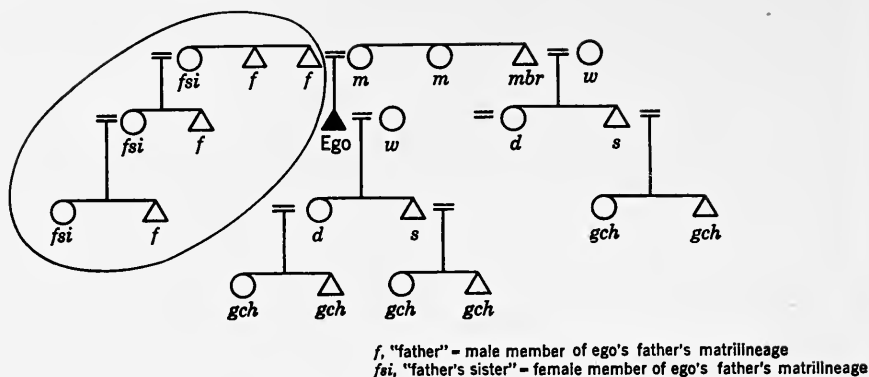 fsi f f m m mbr w
fsi f Ego w d s
fsi f d s gch gch
gch gch gch gch
f, "father" = male member of ego's father's matrilineage
fsi, "father's sister" = female member of ego's father's matrilineage